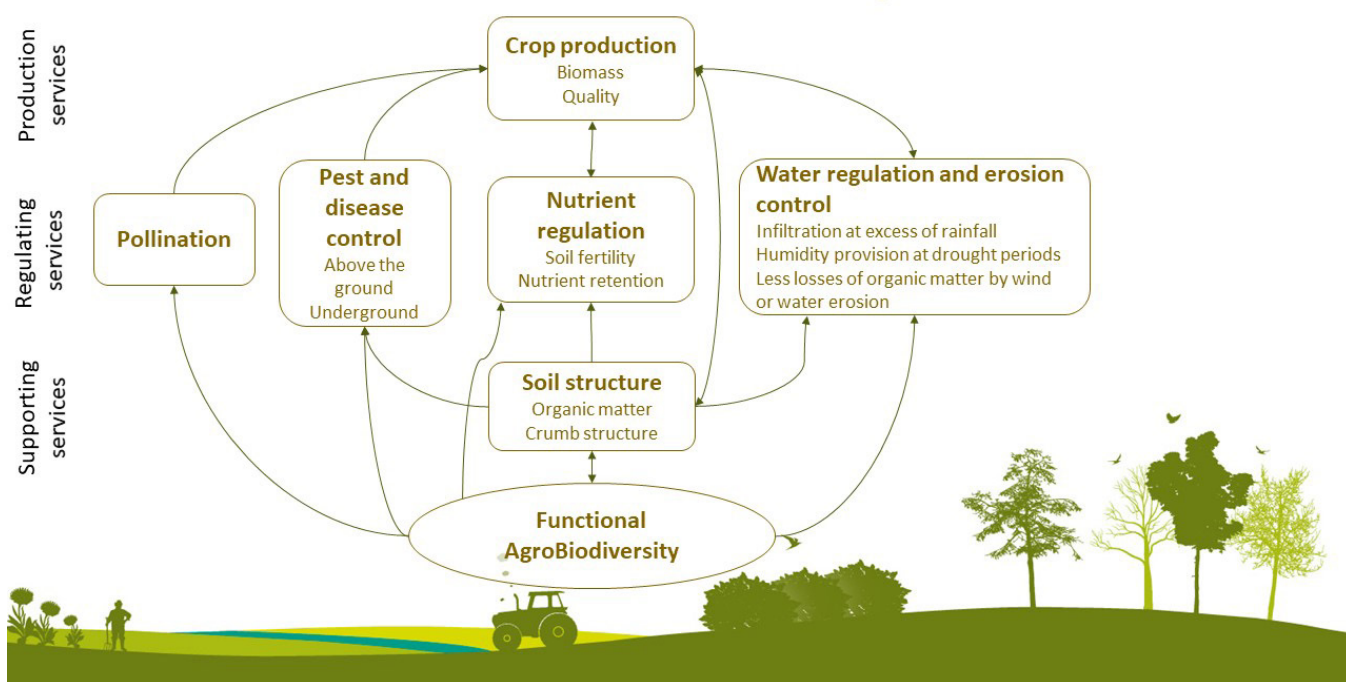 Production
services
Crop production
Biomass
Quality
Regulating
services
Pollination
Pest and
disease
control
Above the
ground
Underground
Nutrient
regulation
Soil fertility
Nutrient retention
Water regulation and erosion
control
Infiltration at excess of rainfall
Humidity provision at drought periods
Less losses of organic matter by wind
or water erosion
Supporting
services
Soil structure
Organic matter
Crumb structure
Functional
AgroBiodiversity